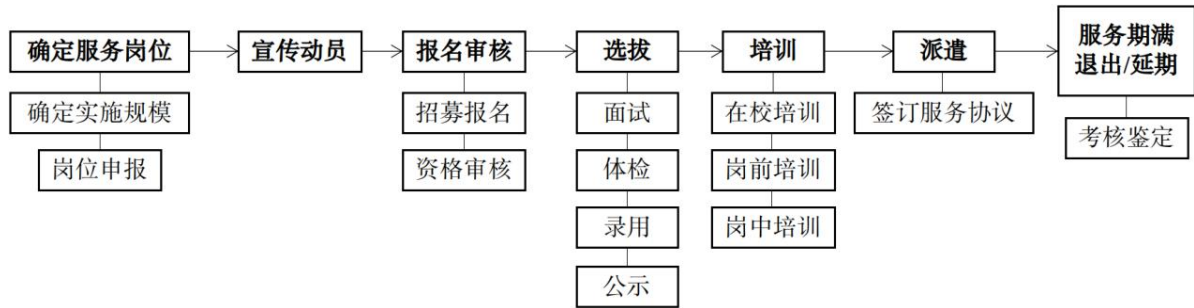 确定服务岗位
宣传动员
报名审核
选拔
培训
派遣
服务期满
退出/延期
确定实施规模
招募报名
面试
在校培训
签订服务协议
考核鉴定
岗位申报
资格审核
体检
岗前培训
录用
岗中培训
公示